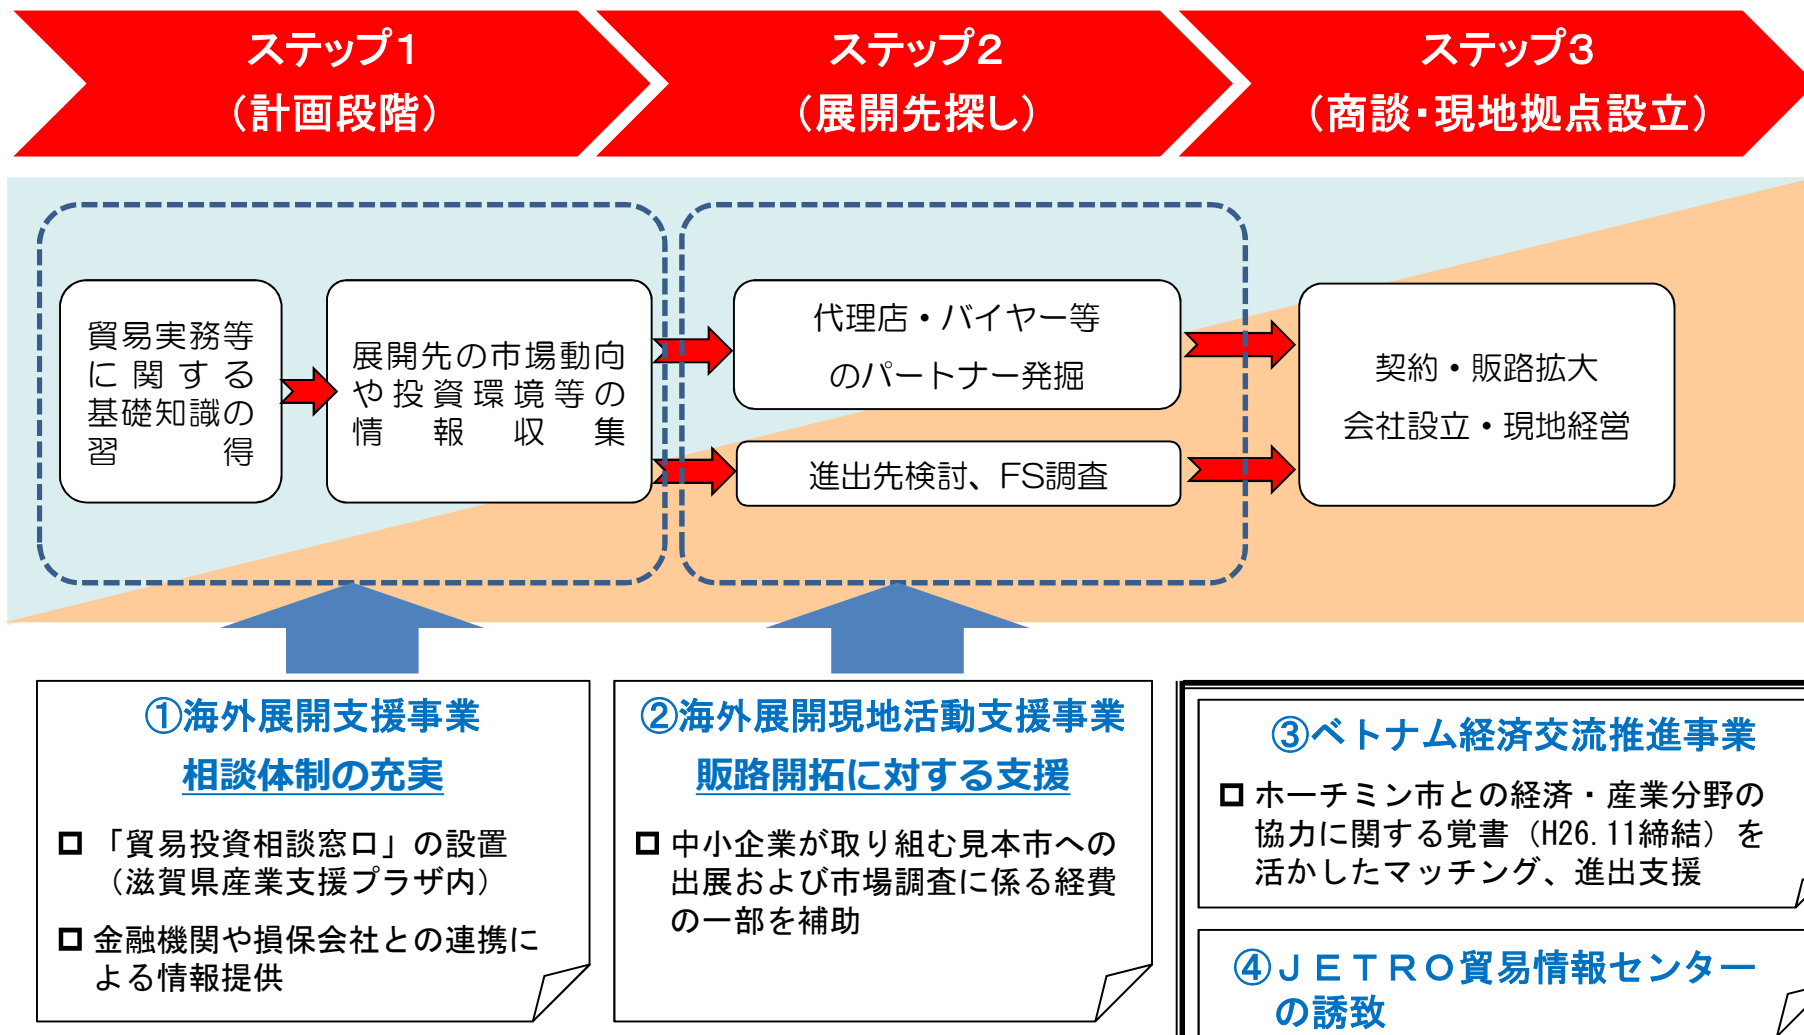 ステップ1
（計画段階）
ステップ2
（展開先探し）
ステップ3
（商談・現地拠点設立）
貿易実務等
に関する
基礎知識の
習得
展開先の市場動向
や投資環境等の
情報収集
代理店・バイヤー等
のパートナー発掘
進出先検討、FS調査
契約・販路拡大
会社設立・現地経営
①海外展開支援事業
相談体制の充実
「貿易投資相談窓口」の設置
（滋賀県産業支援プラザ内）
金融機関や損保会社との連携に
よる情報提供
②海外展開現地活動支援事業
販路開拓に対する支援
中小企業が取り組む見本市への
出展および市場調査に係る経費
の一部を補助
③ベトナム経済交流推進事業
ホーチミン市との経済・産業分野の
協力に関する覚書（H26.11締結）を
活かしたマッチング、進出支援
④ＪＥＴＲＯ貿易情報センター
の誘致